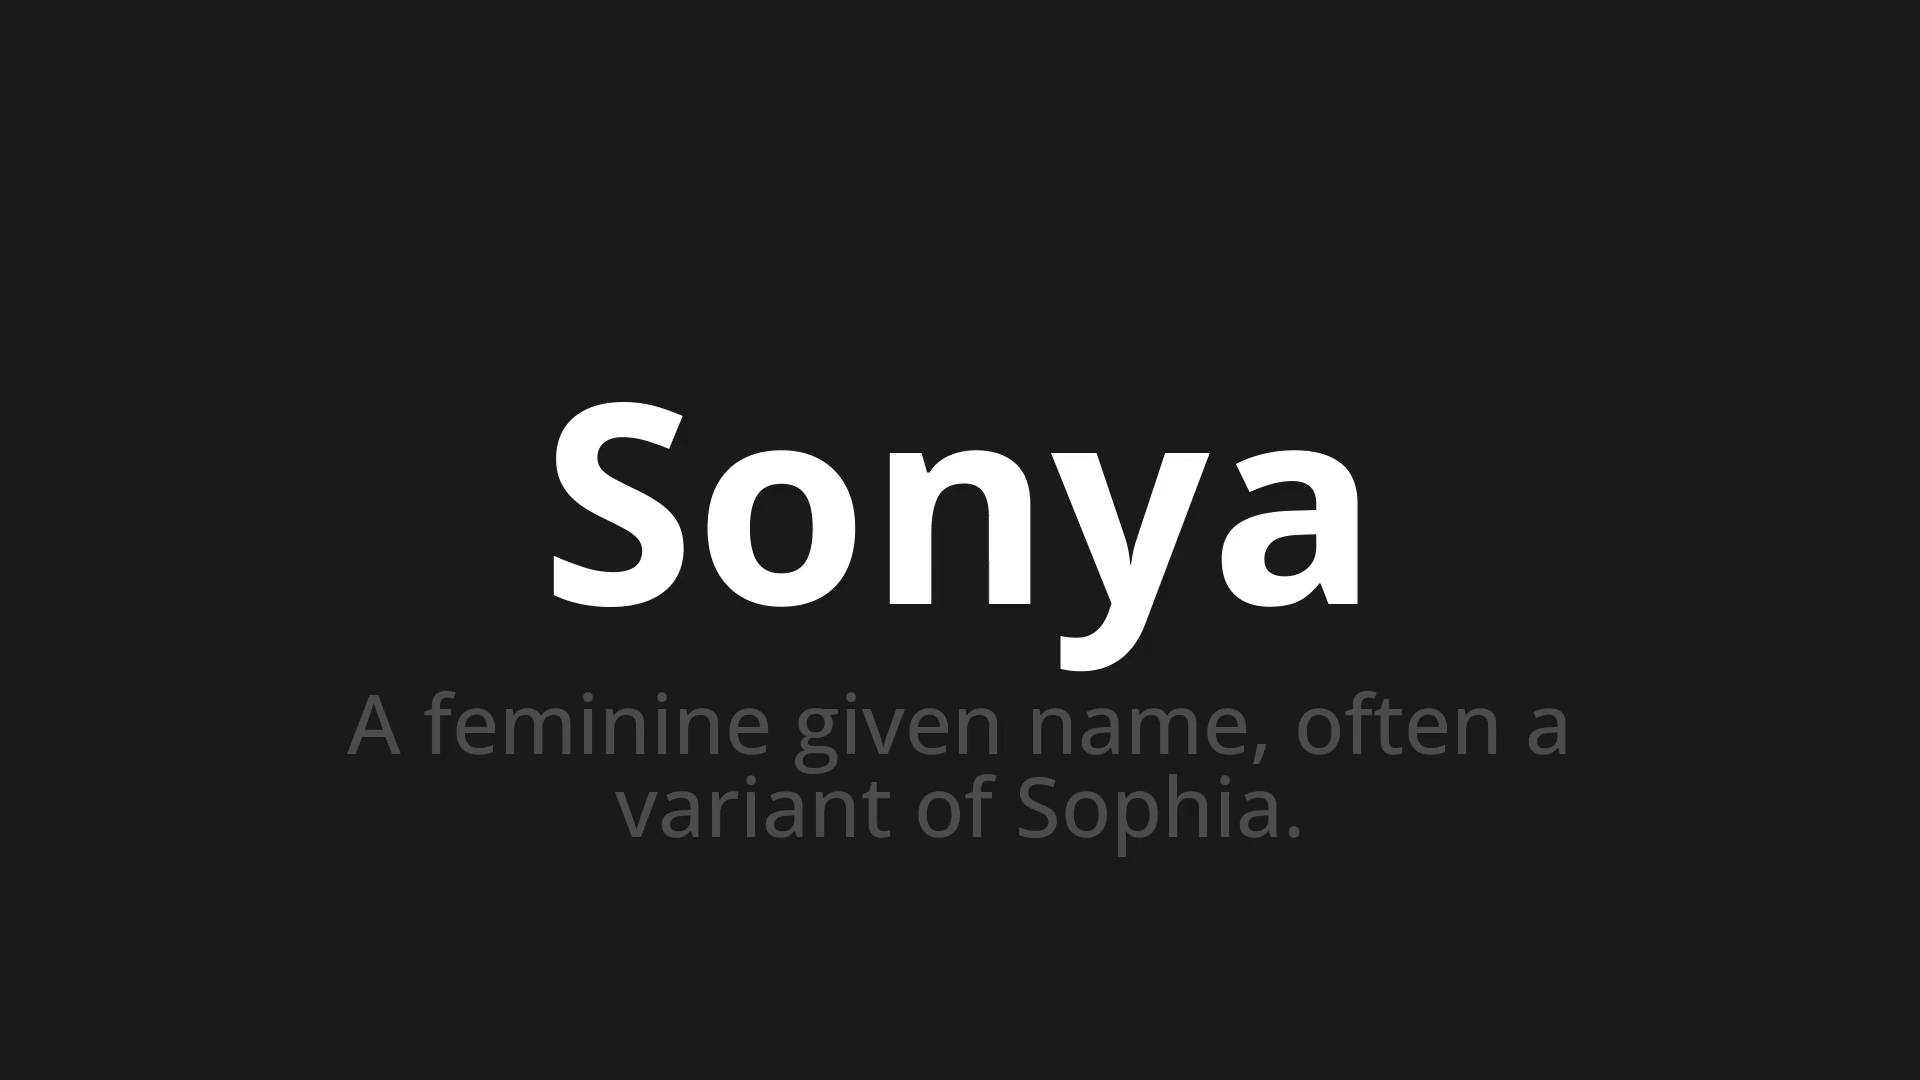 Sonya
A feminine given name, often a
variant of Sophia.